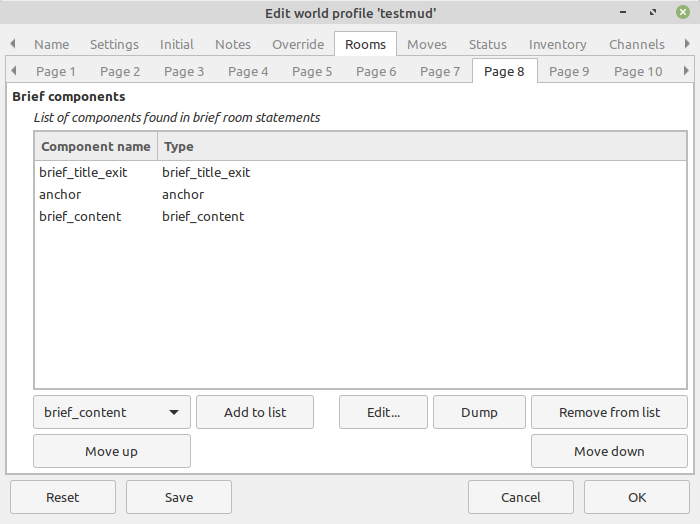 Edit world profile 'testmud'
Name Settings Initial Notes Override Rooms Moves Status Inventory Channels
Page 1 Page 2 Page 3 Page 4 Page 5 Page 6 Page 7 Page 8 Page 9 Page 10
Brief components
List of components found in brief room statements
Component name Type
brief_title_exit brief_title_exit
anchor anchor
brief_content brief_content
brief_content Add to list Edit... Dump Remove from list
Move up Move down
Reset Save Cancel OK